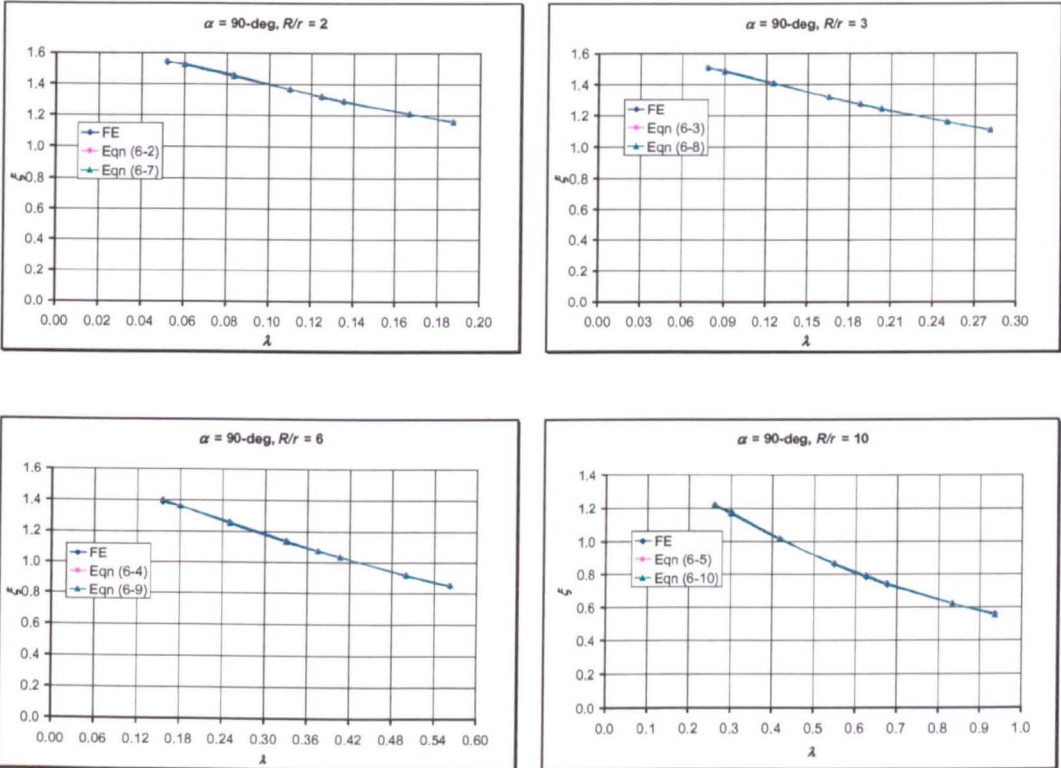 α = 90-deg, R/r = 2
1.6
1.4
1.2
1.0
0.8
0.6
0.4
0.2
0.0
ξ
FE
Eqn (6-2)
Eqn (6-7)
0.00 0.02 0.04 0.06 0.08 0.10 0.12 0.14 0.16 0.18 0.20
λ
α = 90-deg, R/r = 3
1.6
1.4
1.2
1.0
0.8
0.6
0.4
0.2
0.0
ξ
FE
Eqn (6-3)
Eqn (6-8)
0.00 0.03 0.06 0.09 0.12 0.15 0.18 0.21 0.24 0.27 0.30
λ
α = 90-deg, R/r = 6
1.6
1.4
1.2
1.0
0.8
0.6
0.4
0.2
0.0
ξ
FE
Eqn (6-4)
Eqn (6-9)
0.00 0.06 0.12 0.18 0.24 0.30 0.36 0.42 0.48 0.54 0.60
λ
α = 90-deg, R/r = 10
1.4
1.2
1.0
0.8
0.6
0.4
0.2
0.0
ξ
FE
Eqn (6-5)
Eqn (6-10)
0.0 0.1 0.2 0.3 0.4 0.5 0.6 0.7 0.8 0.9 1.0
λ